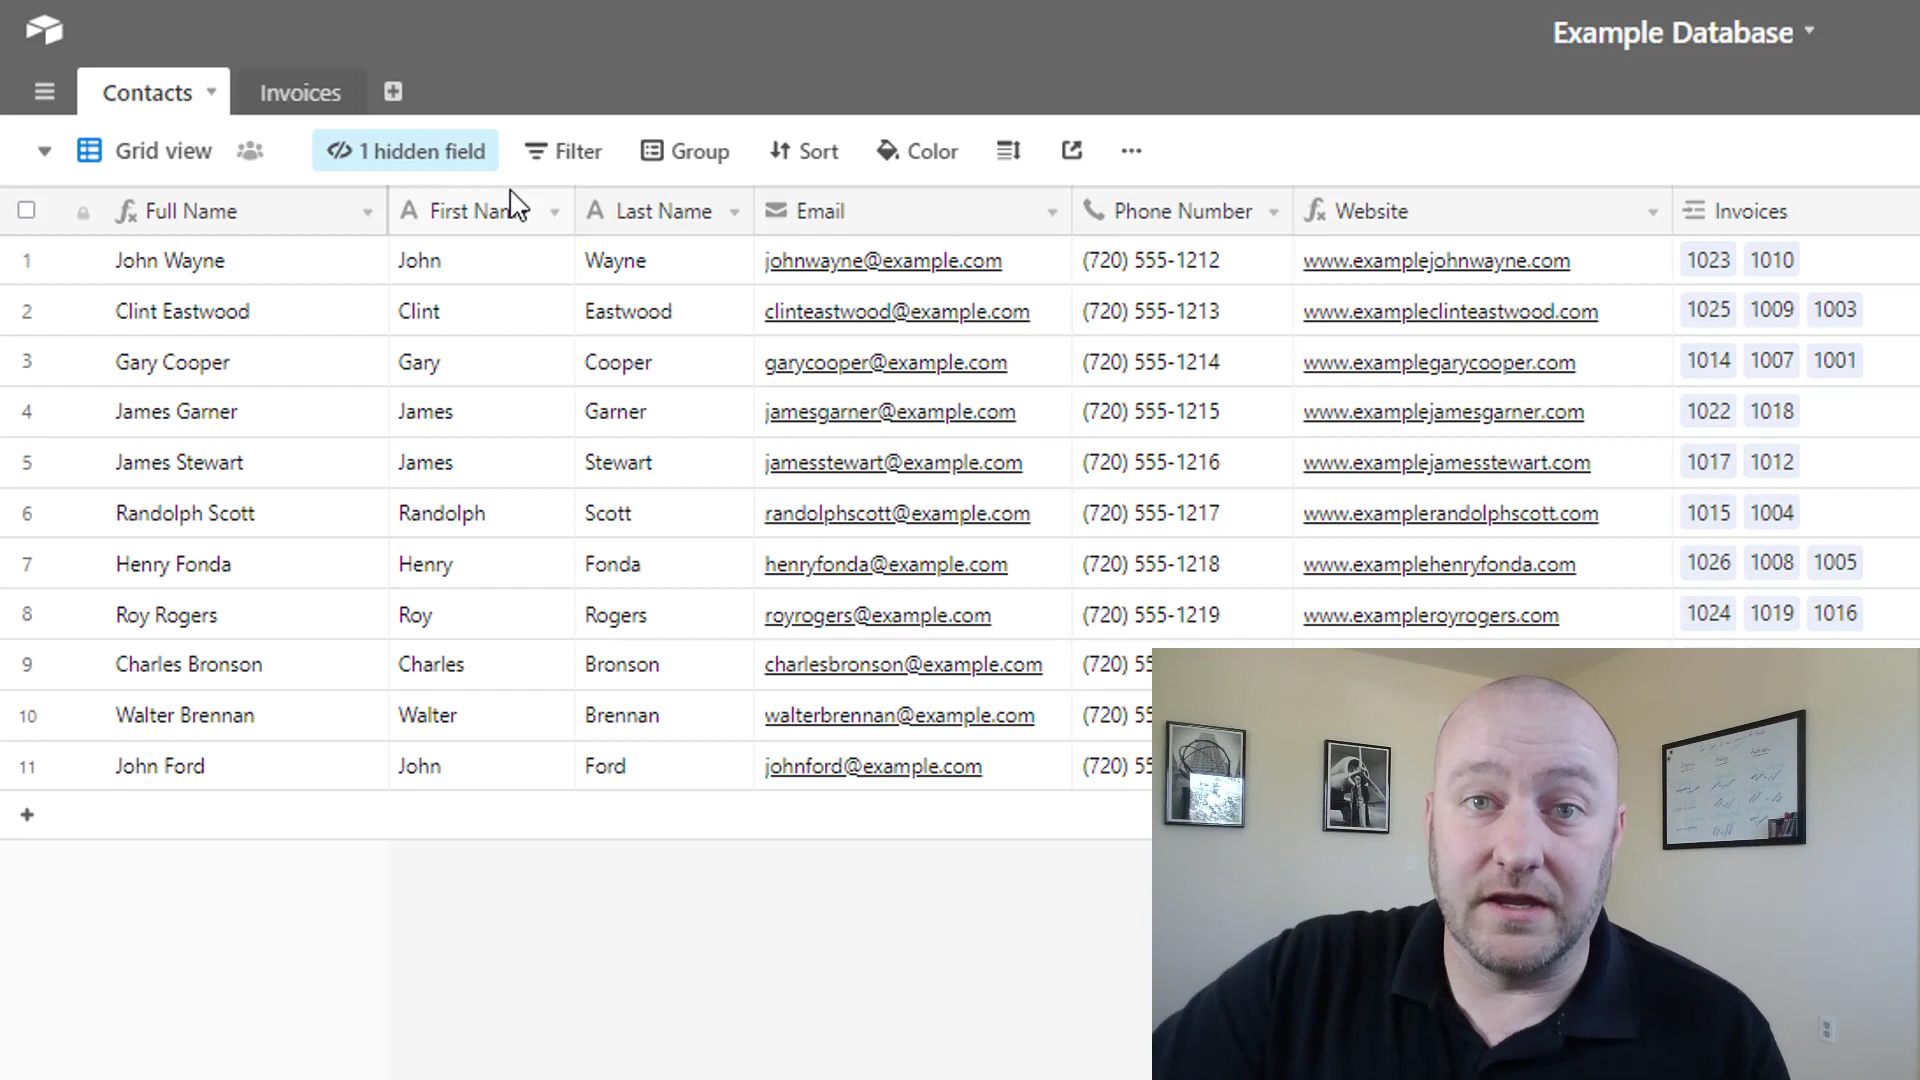 Example Database
Contacts Invoices
Grid view 1 hidden field Filter Group Sort Color
Full Name First Name Last Name Email Phone Number Website Invoices
1 John Wayne John Wayne johnwayne@example.com (720) 555-1212 www.examplejohnwayne.com 1023 1010
2 Clint Eastwood Clint Eastwood clinteastwood@example.com (720) 555-1213 www.exampleclinteastwood.com 1025 1009 1003
3 Gary Cooper Gary Cooper garycooper@example.com (720) 555-1214 www.examplegarycooper.com 1014 1007 1001
4 James Garner James Garner jamesgarner@example.com (720) 555-1215 www.examplejamesgarner.com 1022 1018
5 James Stewart James Stewart jamesstewart@example.com (720) 555-1216 www.examplejamesstewart.com 1017 1012
6 Randolph Scott Randolph Scott randolphscott@example.com (720) 555-1217 www.examplerandolphscott.com 1015 1004
7 Henry Fonda Henry Fonda henryfonda@example.com (720) 555-1218 www.examplehenryfonda.com 1026 1008 1005
8 Roy Rogers Roy Rogers royrogers@example.com (720) 555-1219 www.exampleroyrogers.com 1024 1019 1016
9 Charles Bronson Charles Bronson charlesbronson@example.com (720) 55
10 Walter Brennan Walter Brennan walterbrennan@example.com (720) 55
11 John Ford John Ford johnford@example.com (720) 55